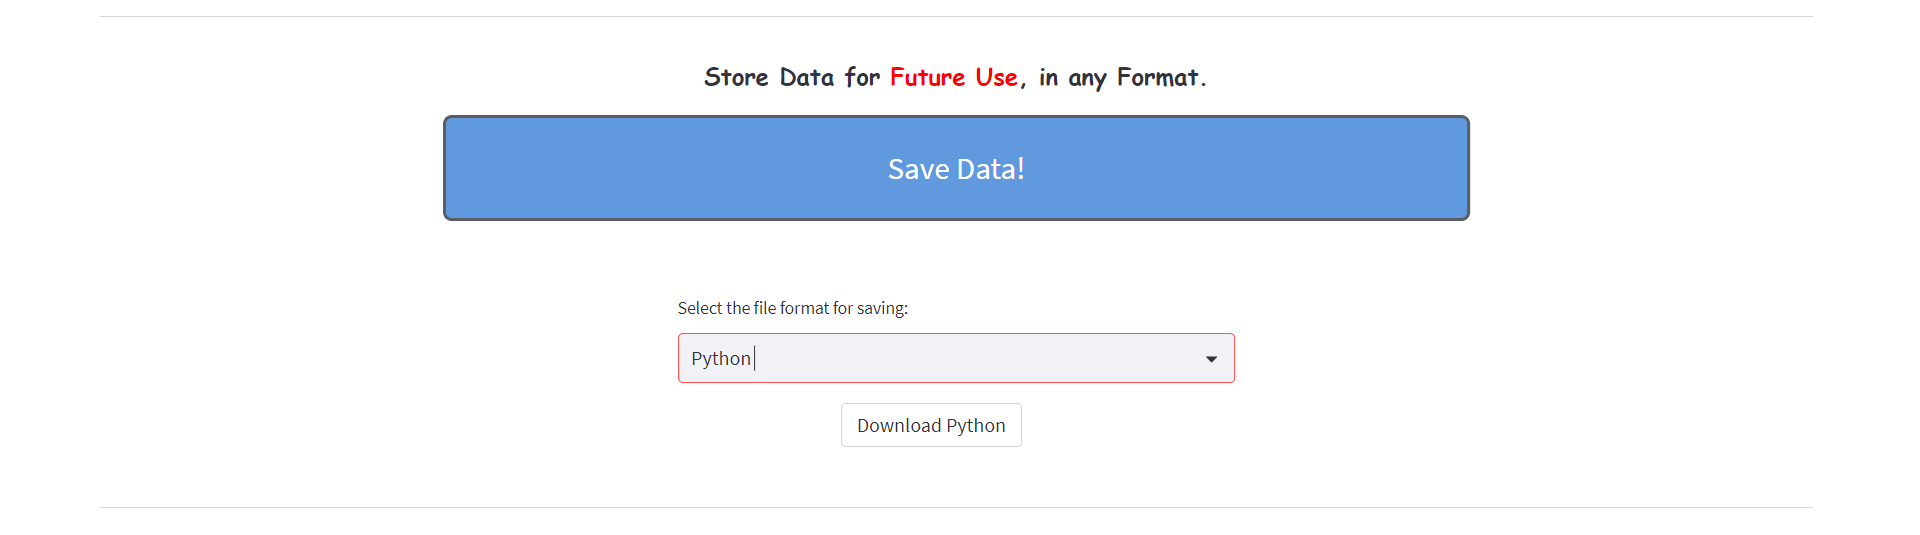 Store Data for Future Use, in any Format.
Save Data!
Select the file format for saving:
Python
Download Python